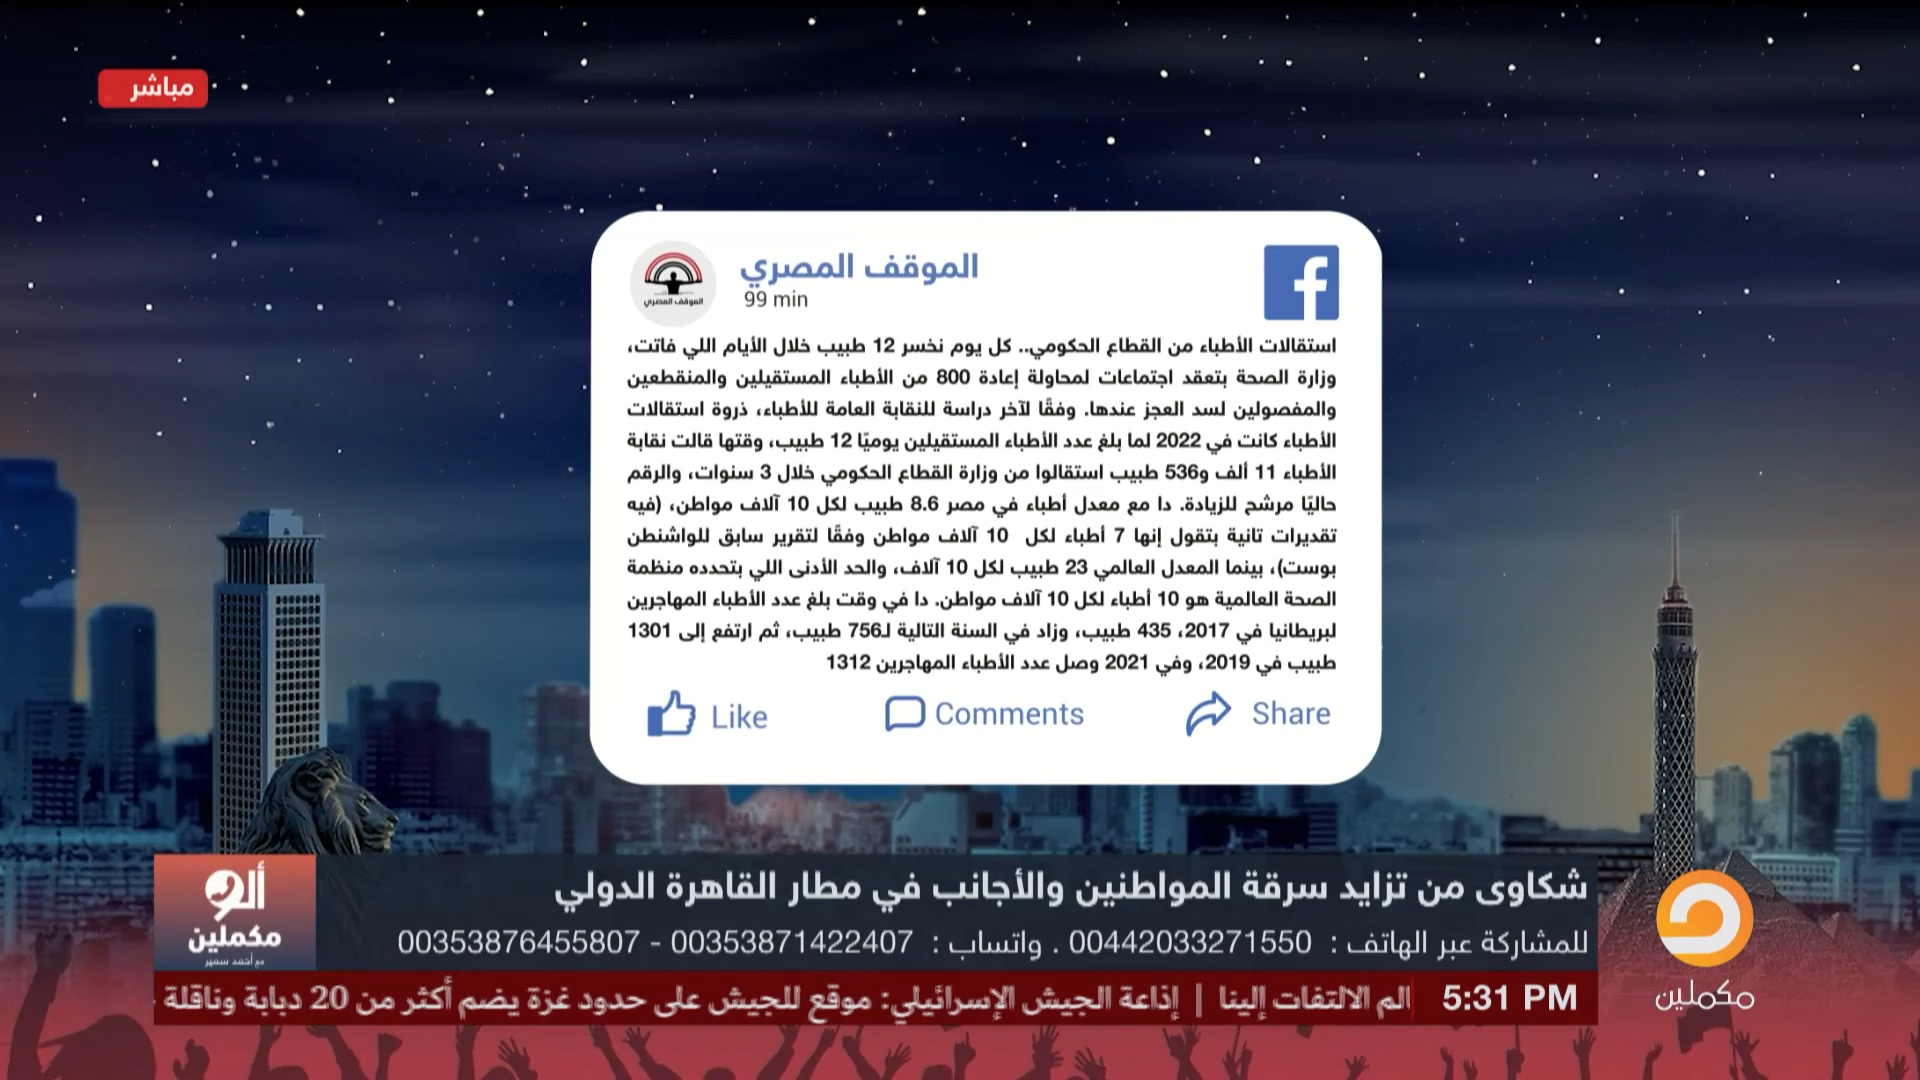 مباشر
الموقف المصري
99 min
الموقف المصري
استقالات الأطباء من القطاع الحكومي.. كل يوم نخسر 12 طبيب خلال الأيام اللي فاتت،
وزارة الصحة بتعقد اجتماعات لمحاولة إعادة 800 من الأطباء المستقيلين والمنقطعين
والمفصولين لسد العجز عندها. وفقًا لآخر دراسة للنقابة العامة للأطباء، ذروة استقالات
الأطباء كانت في 2022 لما بلغ عدد الأطباء المستقيلين يوميًا 12 طبيب، وقتها قالت نقابة
الأطباء 11 ألف و536 طبيب استقالوا من وزارة القطاع الحكومي خلال 3 سنوات، والرقم
حاليًا مرشح للزيادة. دا مع معدل أطباء في مصر 8.6 طبيب لكل 10 آلاف مواطن، (فيه
تقديرات تانية بتقول إنها 7 أطباء لكل 10 آلاف مواطن وفقًا لتقرير سابق للواشنطن
بوست)، بينما المعدل العالمي 23 طبيب لكل 10 آلاف، والحد الأدنى اللي بتحدده منظمة
الصحة العالمية هو 10 أطباء لكل 10 آلاف مواطن. دا في وقت بلغ عدد الأطباء المهاجرين
لبريطانيا في 2017، 435 طبيب، وزاد في السنة التالية لـ756 طبيب، ثم ارتفع إلى 1301
طبيب في 2019، وفي 2021 وصل عدد الأطباء المهاجرين 1312
Like
Comments
Share
شكاوى من تزايد سرقة المواطنين والأجانب في مطار القاهرة الدولي
للمشاركة عبر الهاتف : 00442033271550 . واتساب : 00353871422407 - 00353876455807
ألو
مكملين
مع أحمد سمير
5:31 PM
الم الالتفات إلينا | إذاعة الجيش الإسرائيلي: موقع للجيش على حدود غزة يضم أكثر من 20 دبابة وناقلة
مكملين